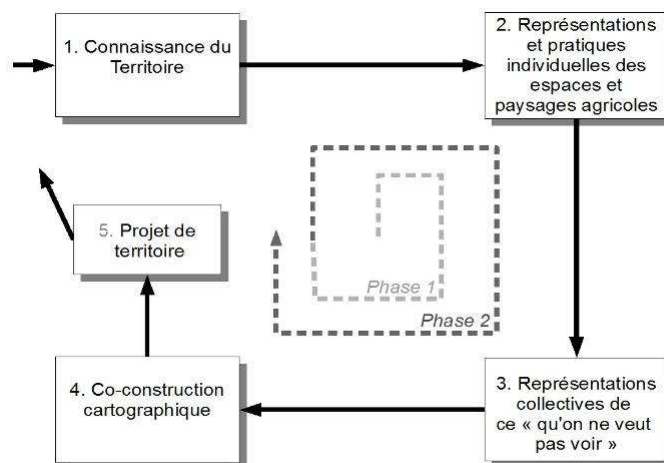 1. Connaissance du
Territoire
2. Représentations
et pratiques
individuelles des
espaces et
paysages agricoles
5. Projet de
territoire
Phase 1
Phase 2
4. Co-construction
cartographique
3. Représentations
collectives de
ce « qu'on ne veut
pas voir »